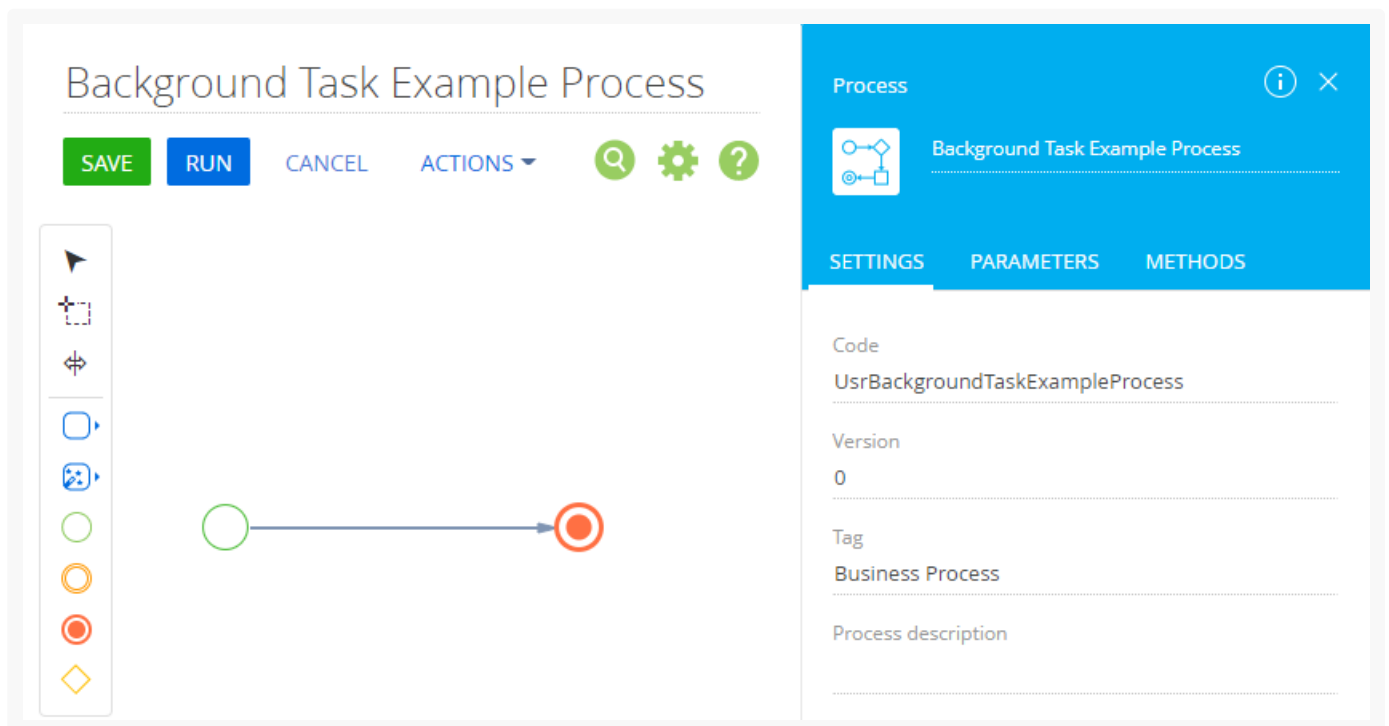 Background Task Example Process
SAVE
RUN
CANCEL
ACTIONS
?
Process
i
Background Task Example Process
SETTINGS
PARAMETERS
METHODS
Code
UsrBackgroundTaskExampleProcess
Version
0
Tag
Business Process
Process description